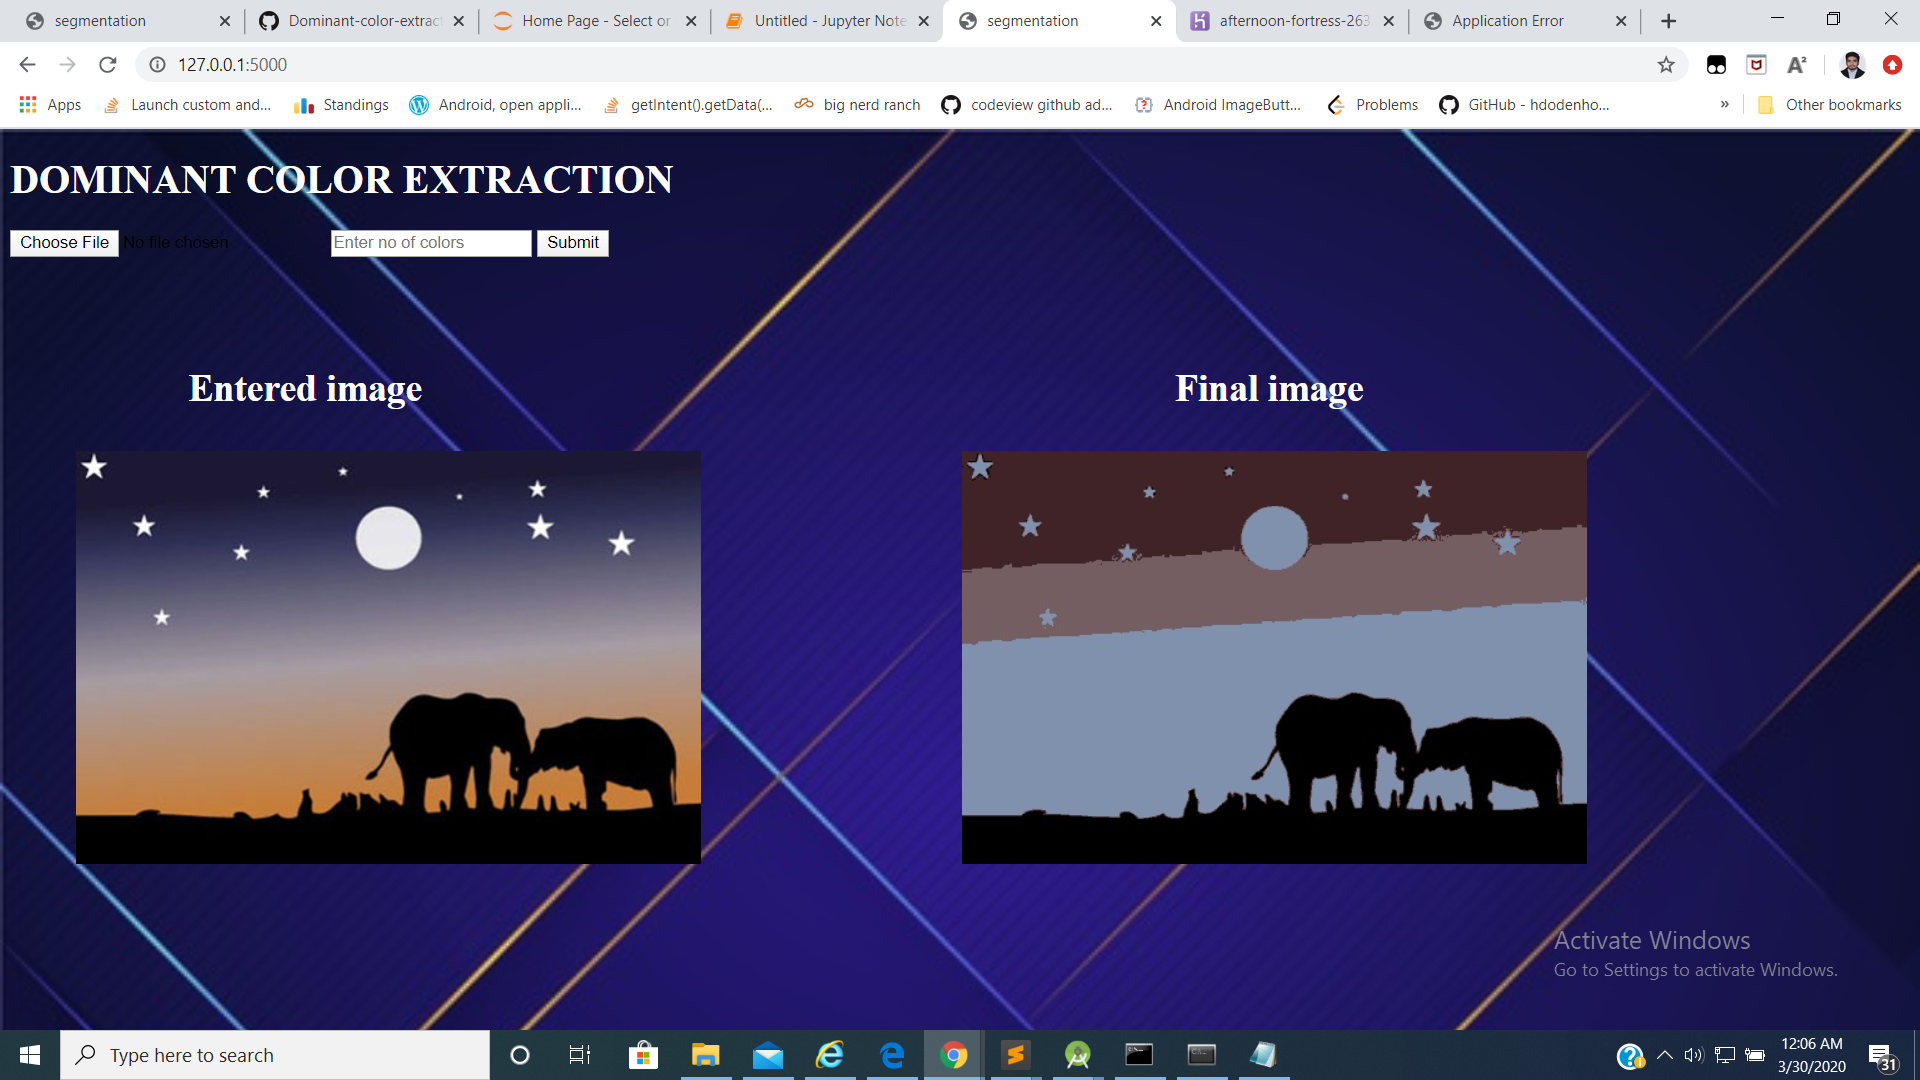 segmentation
Dominant-color-extract
Home Page - Select or
Untitled - Jupyter Note
segmentation
afternoon-fortress-263
Application Error
127.0.0.1:5000
Apps
Launch custom and...
Standings
Android, open appli...
getIntent().getData(...
big nerd ranch
codeview github ad...
Android ImageButt...
Problems
GitHub - hdodenho...
»
Other bookmarks
DOMINANT COLOR EXTRACTION
Choose File No file chosen
Enter no of colors
Submit
Entered image
Final image
Activate Windows
Go to Settings to activate Windows.
Type here to search
12:06 AM
3/30/2020
31